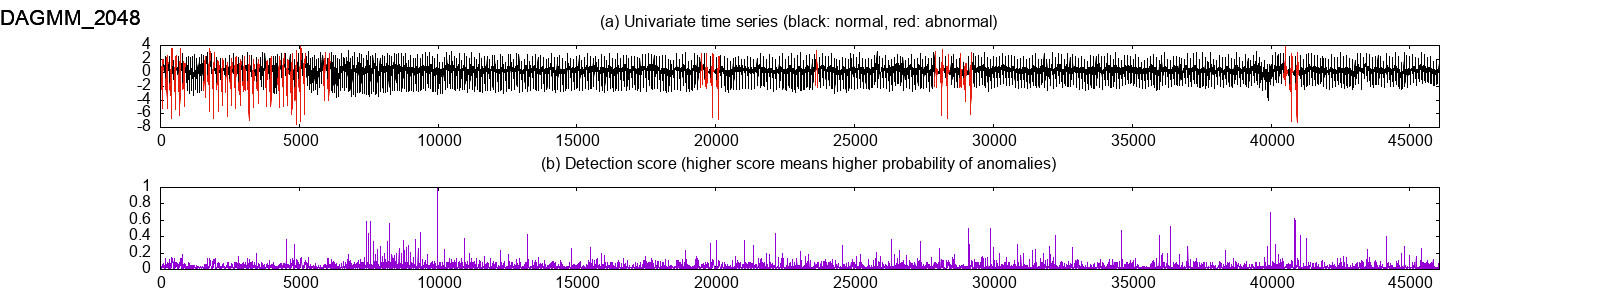 DAGMM_2048
(a) Univariate time series (black: normal, red: abnormal)
4
2
0
-2
-4
-6
-8
0 5000 10000 15000 20000 25000 30000 35000 40000 45000
(b) Detection score (higher score means higher probability of anomalies)
1
0.8
0.6
0.4
0.2
0
0 5000 10000 15000 20000 25000 30000 35000 40000 45000